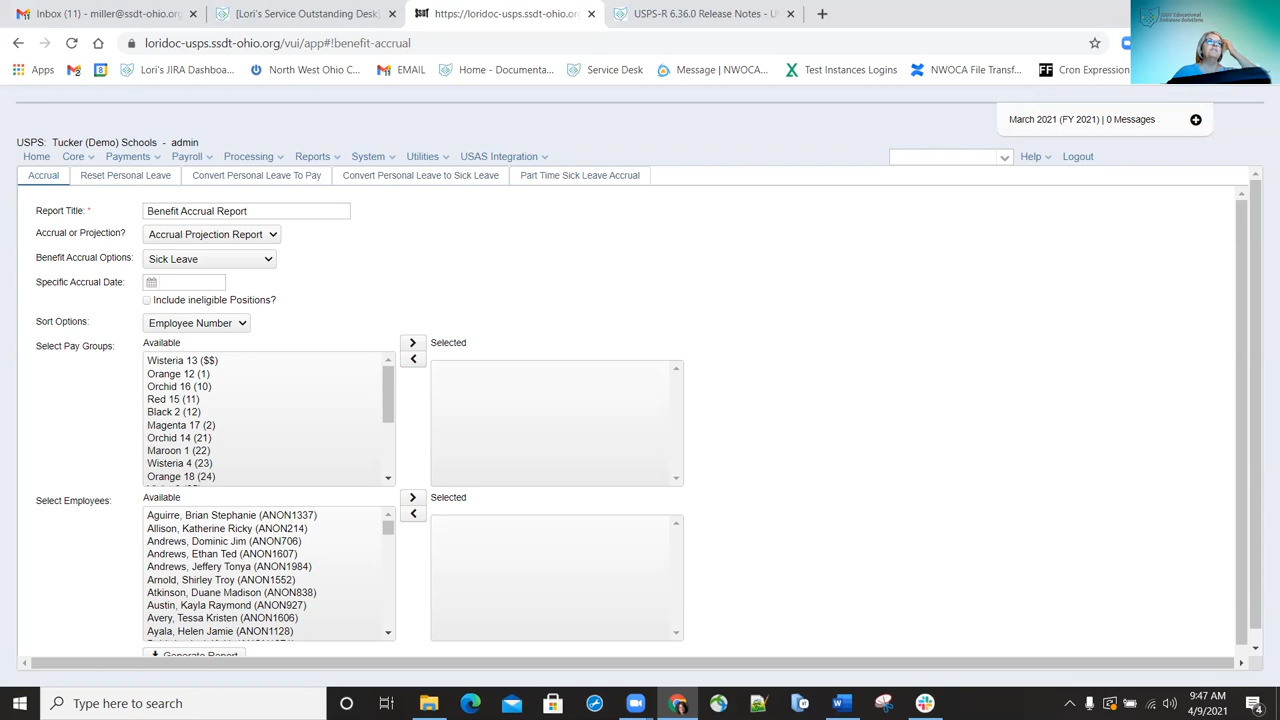 Inbox (11) - miller@ssdt-ohio.org
[Lori's Service Outstanding Desk]
https://loridoc-usps.ssdt-ohio.org
USPS-R 6.36.0 Release Notes - U
loridoc-usps.ssdt-ohio.org/vui/app#!benefit-accrual
Apps
Lori's JIRA Dashboa...
North West Ohio C...
EMAIL
Home - Documenta...
Service Desk
Message | NWOCA...
Test Instances Logins
NWOCA File Transf...
Cron Expression
March 2021 (FY 2021) | 0 Messages
USPS: Tucker (Demo) Schools - admin
Home Core Payments Payroll Processing Reports System Utilities USAS Integration Help Logout
Accrual Reset Personal Leave Convert Personal Leave To Pay Convert Personal Leave to Sick Leave Part Time Sick Leave Accrual
Report Title: * Benefit Accrual Report
Accrual or Projection? Accrual Projection Report
Benefit Accrual Options: Sick Leave
Specific Accrual Date:
Include ineligible Positions?
Sort Options: Employee Number
Select Pay Groups: Available Selected
Wisteria 13 ($$)
Orange 12 (1)
Orchid 16 (10)
Red 15 (11)
Black 2 (12)
Magenta 17 (2)
Orchid 14 (21)
Maroon 1 (22)
Wisteria 4 (23)
Orange 18 (24)
Select Employees: Available Selected
Aguirre, Brian Stephanie (ANON1337)
Allison, Katherine Ricky (ANON214)
Andrews, Dominic Jim (ANON706)
Andrews, Ethan Ted (ANON1607)
Andrews, Jeffery Tonya (ANON1984)
Arnold, Shirley Troy (ANON1552)
Atkinson, Duane Madison (ANON838)
Austin, Kayla Raymond (ANON927)
Avery, Tessa Kristen (ANON1606)
Ayala, Helen Jamie (ANON1128)
Generate Report
Type here to search
9:47 AM
4/9/2021
4